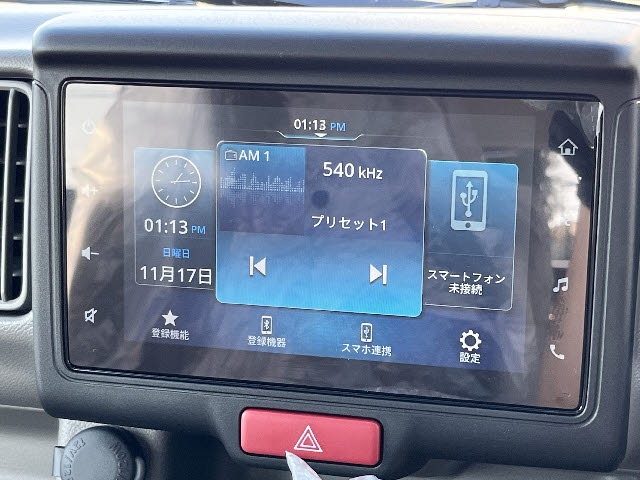 01:13 PM
AM 1
540 kHz
プリセット1
01:13 PM
日曜日
11月17日
スマートフォン
未接続
登録機能
登録機器
スマホ連携
設定